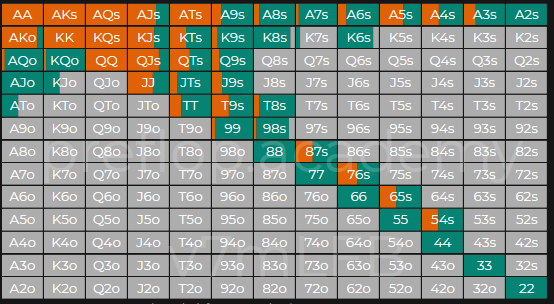 AA AKs AQs AJs ATs A9s A8s A7s A6s A5s A4s A3s A2s
AKo KK KQs KJs KTs K9s K8s K7s K6s K5s K4s K3s K2s
AQo KQo QQ QJs QTs Q9s Q8s Q7s Q6s Q5s Q4s Q3s Q2s
AJo KJo QJo JJ JTs J9s J8s J7s J6s J5s J4s J3s J2s
ATo KTo QTo JTo TT T9s T8s T7s T6s T5s T4s T3s T2s
A9o K9o Q9o J9o T9o 99 98s 97s 96s 95s 94s 93s 92s
A8o K8o Q8o J8o T8o 98o 88 87s 86s 85s 84s 83s 82s
preflop.academy
A7o K7o Q7o J7o T7o 97o 87o 77 76s 75s 74s 73s 72s
A6o K6o Q6o J6o T6o 96o 86o 76o 66 65s 64s 63s 62s
A5o K5o Q5o J5o T5o 95o 85o 75o 65o 55 54s 53s 52s
A4o K4o Q4o J4o T4o 94o 84o 74o 64o 54o 44 43s 42s
A3o K3o Q3o J3o T3o 93o 83o 73o 63o 53o 43o 33 32s
A2o K2o Q2o J2o T2o 92o 82o 72o 62o 52o 42o 32o 22